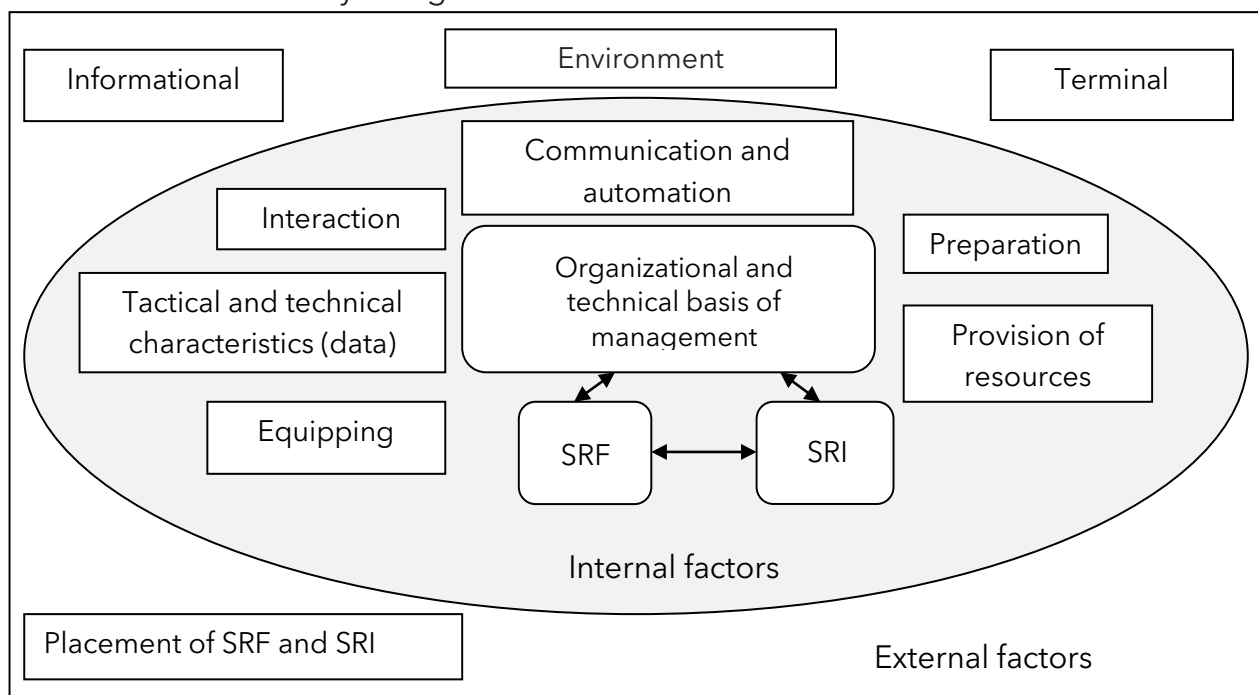 Informational
Environment
Terminal
Communication and
automation
Interaction
Preparation
Organizational and
technical basis of
management
Tactical and technical
characteristics (data)
Provision of
resources
Equipping
SRF
SRI
Internal factors
Placement of SRF and SRI
External factors